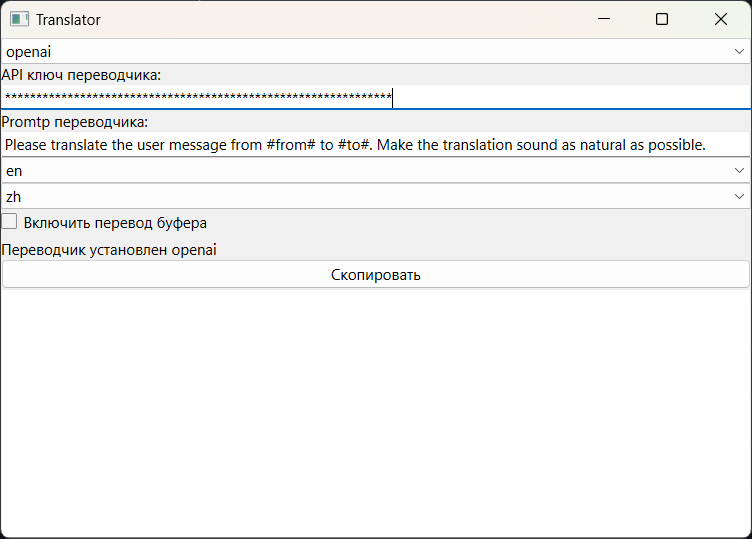 Translator
openai
API ключ переводчика:
**************************************************************
Promtp переводчика:
Please translate the user message from #from# to #to#. Make the translation sound as natural as possible.
en
zh
Включить перевод буфера
Переводчик установлен openai
Скопировать